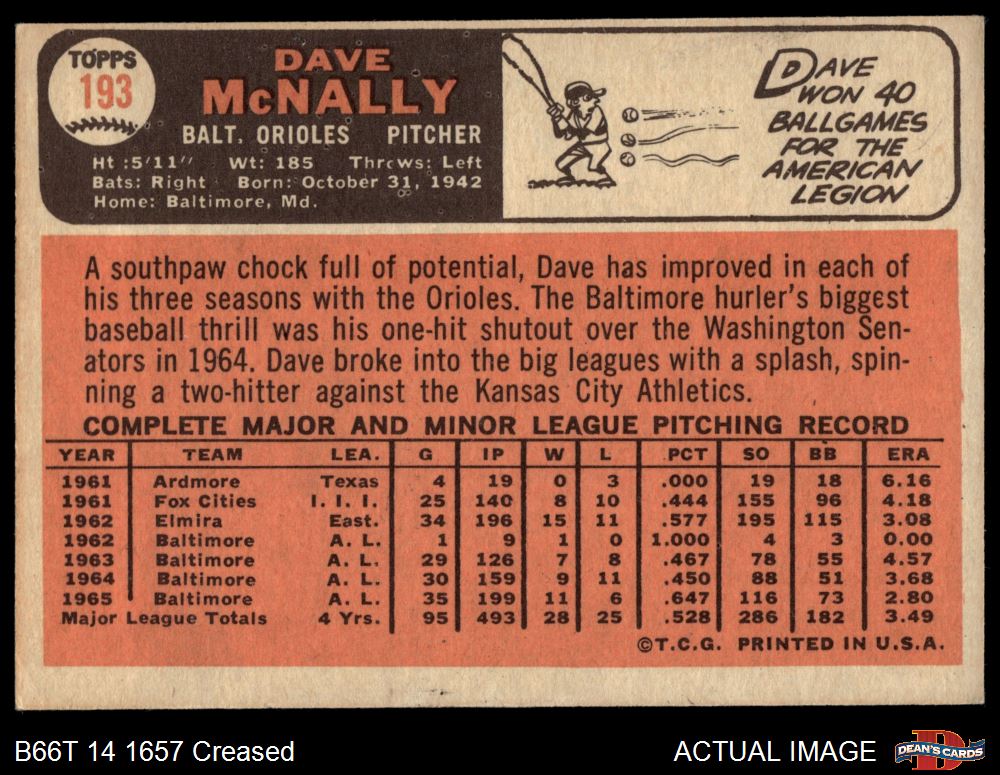 TOPPS
193
DAVE
McNALLY
BALT. ORIOLES PITCHER
Ht :5'11" Wt: 185 Throws: Left
Bats: Right Born: October 31, 1942
Home: Baltimore, Md.
DAVE
WON 40
BALLGAMES
FOR THE
AMERICAN
LEGION
A southpaw chock full of potential, Dave has improved in each of
his three seasons with the Orioles. The Baltimore hurler's biggest
baseball thrill was his one-hit shutout over the Washington Sen-
ators in 1964. Dave broke into the big leagues with a splash, spin-
ning a two-hitter against the Kansas City Athletics.
COMPLETE MAJOR AND MINOR LEAGUE PITCHING RECORD
YEAR TEAM LEA. G IP W L PCT SO BB ERA
1961 Ardmore Texas 4 19 0 3 .000 19 18 6.16
1961 Fox Cities I. I. I. 25 140 8 10 .444 155 96 4.18
1962 Elmira East. 34 196 15 11 .577 195 115 3.08
1962 Baltimore A. L. 1 9 1 0 1.000 4 3 0.00
1963 Baltimore A. L. 29 126 7 8 .467 78 55 4.57
1964 Baltimore A. L. 30 159 9 11 .450 88 51 3.68
1965 Baltimore A. L. 35 199 11 6 .647 116 73 2.80
Major League Totals 4 Yrs. 95 493 28 25 .528 286 182 3.49
©T.C.G. PRINTED IN U.S.A.
B66T 14 1657 Creased
ACTUAL IMAGE
DEAN'S CARDS